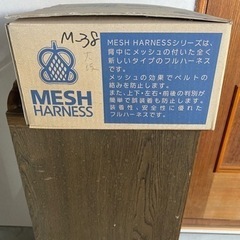 M-38
MESH
HARNESS
MESH HARNESSシリーズは、
背中にメッシュの付いた全く
新しいタイプのフルハーネス
です。
メッシュの効果でベルトの
絡みを防止します。
また、上下・左右・前後の判別が
簡単で誤装着も防止します。
装着性、安全性に優れた
フルハーネスです。